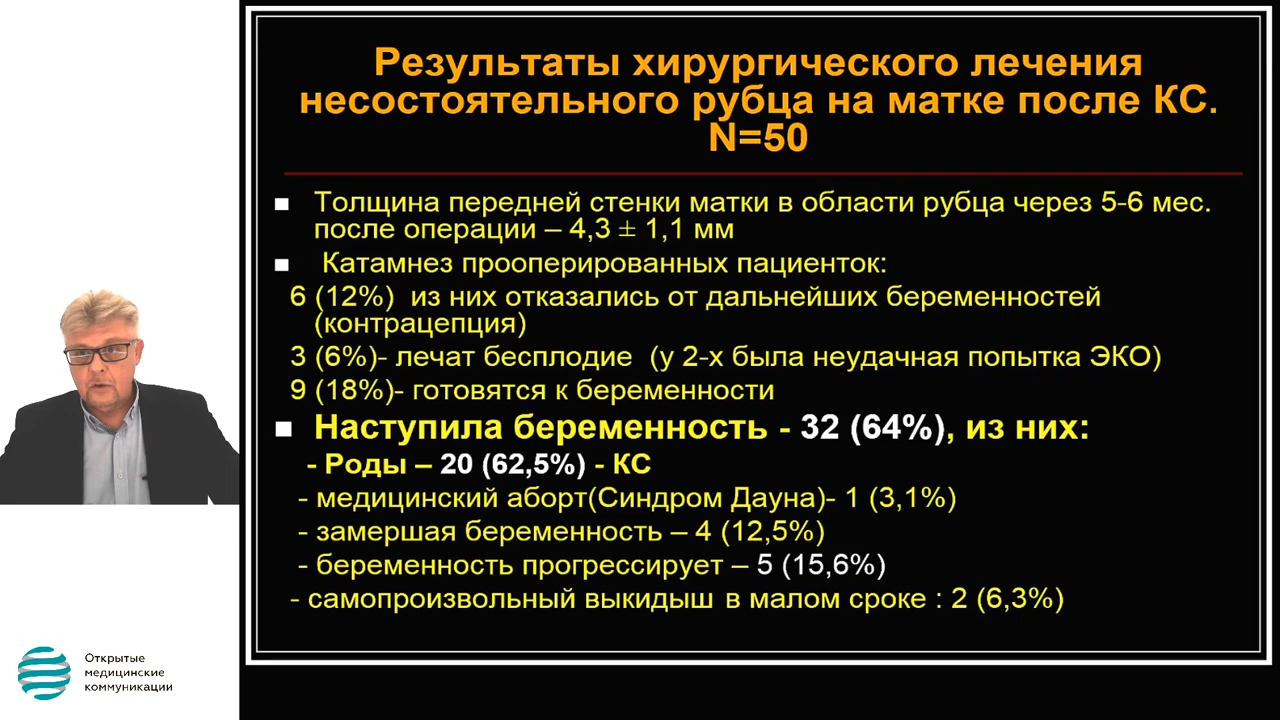 Результаты хирургического лечения
несостоятельного рубца на матке после КС.
N=50
Толщина передней стенки матки в области рубца через 5-6 мес.
после операции – 4,3 ± 1,1 мм
Катамнез прооперированных пациенток:
6 (12%) из них отказались от дальнейших беременностей
(контрацепция)
3 (6%)- лечат бесплодие (у 2-х была неудачная попытка ЭКО)
9 (18%)- готовятся к беременности
Наступила беременность - 32 (64%), из них:
- Роды – 20 (62,5%) - КС
- медицинский аборт(Синдром Дауна)- 1 (3,1%)
- замершая беременность – 4 (12,5%)
- беременность прогрессирует – 5 (15,6%)
- самопроизвольный выкидыш в малом сроке : 2 (6,3%)
Открытые
медицинские
коммуникации